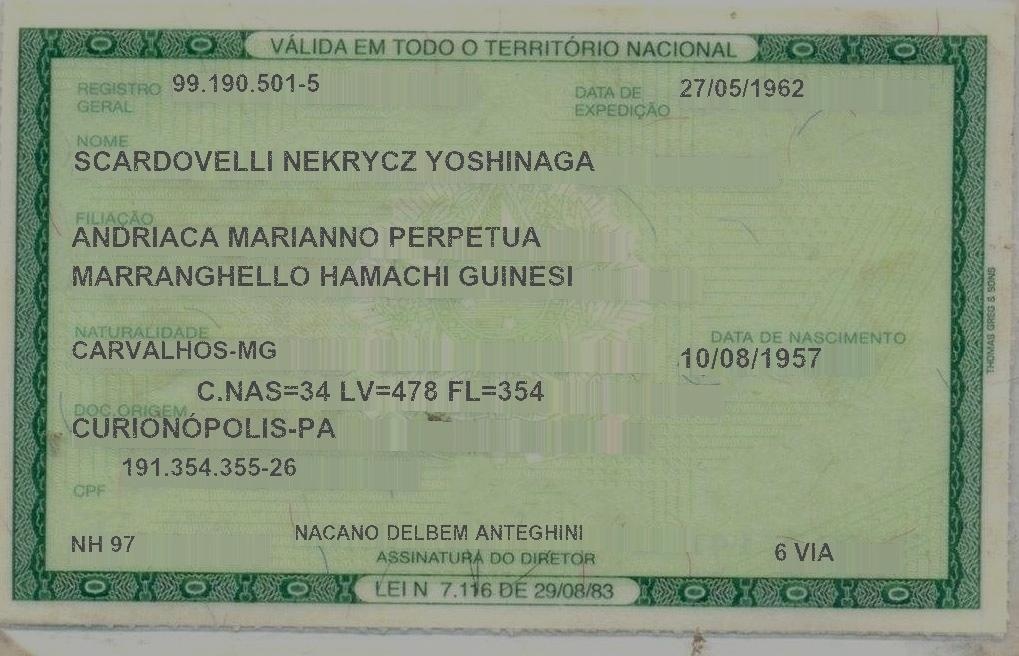 VÁLIDA EM TODO O TERRITÓRIO NACIONAL
REGISTRO GERAL 99.190.501-5 DATA DE EXPEDIÇÃO 27/05/1962
NOME
SCARDOVELLI NEKRYCZ YOSHINAGA
FILIAÇÃO
ANDRIACA MARIANNO PERPETUA
MARRANGHELLO HAMACHI GUINESI
NATURALIDADE DATA DE NASCIMENTO
CARVALHOS-MG 10/08/1957
C.NAS=34 LV=478 FL=354
DOC.ORIGEM
CURIONÓPOLIS-PA
191.354.355-26
CPF
NACANO DELBEM ANTEGHINI
NH 97 6 VIA
ASSINATURA DO DIRETOR
LEI N 7.116 DE 29/08/83
THOMAS GREG & SONS